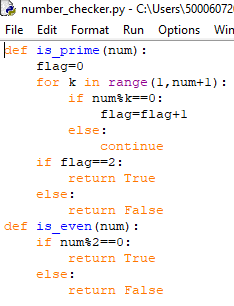 number_checker.py - C:\Users\50006072
File Edit Format Run Options Window
def is_prime(num):
    flag=0
    for k in range(1,num+1):
        if num%k==0:
            flag=flag+1
        else:
            continue
    if flag==2:
        return True
    else:
        return False
def is_even(num):
    if num%2==0:
        return True
    else:
        return False